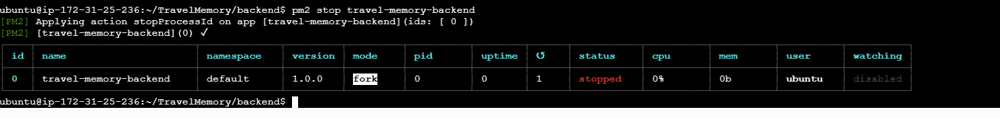 ubuntu@ip-172-31-25-236:~/TravelMemory/backend$ pm2 stop travel-memory-backend
[PM2] Applying action stopProcessId on app [travel-memory-backend](ids: [ 0 ])
[PM2] [travel-memory-backend](0) ✓
id name namespace version mode pid uptime ↺ status cpu mem user watching
0 travel-memory-backend default 1.0.0 fork 0 0 1 stopped 0% 0b ubuntu disabled
ubuntu@ip-172-31-25-236:~/TravelMemory/backend$